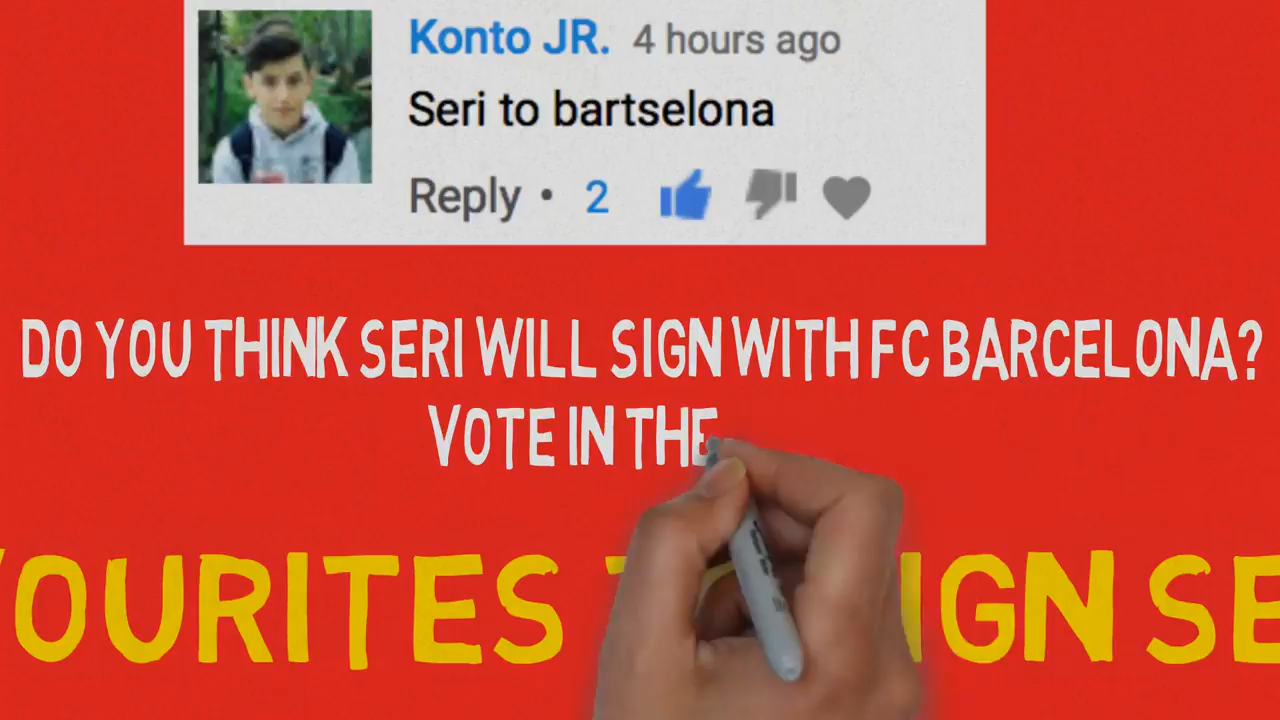 Konto JR. 4 hours ago
Seri to bartselona
Reply • 2
DO YOU THINK SERI WILL SIGN WITH FC BARCELONA?
VOTE IN THE
OURITES IGN SE